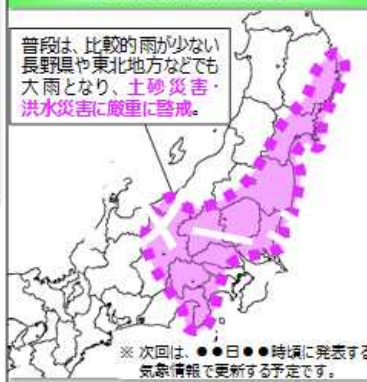 普段は、比較的雨が少ない
長野県や東北地方などでも
大雨となり、土砂災害・
洪水災害に厳重に警戒。
※ 次回は、●●日●●時頃に発表する
気象情報で更新する予定です。